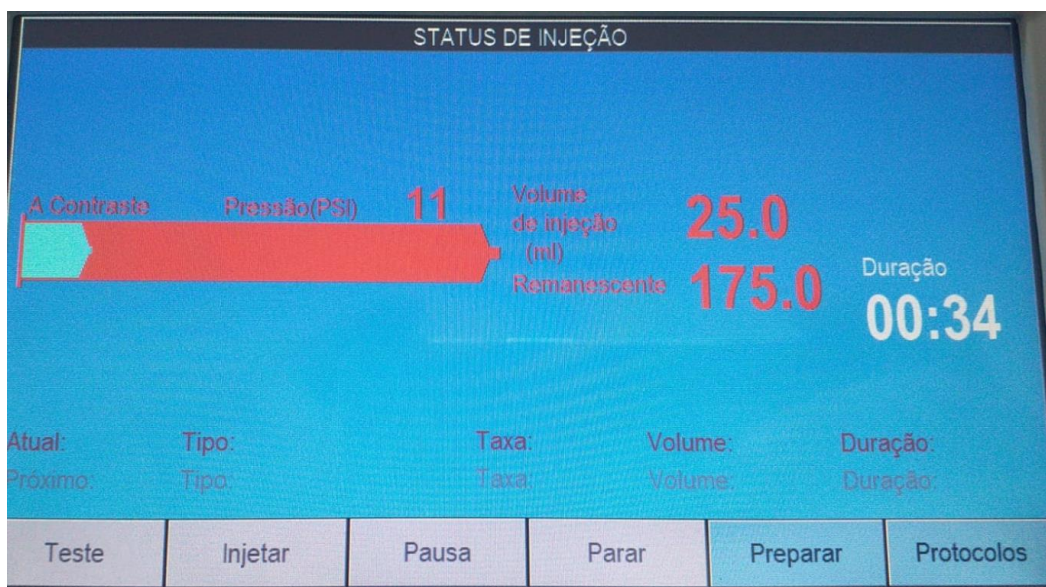 STATUS DE INJEÇÃO
A Contraste Pressão(PSI) 11
Volume
de injeção
(ml)
25.0
Remanescente 175.0
Duração
00:34
Atual: Tipo: Taxa: Volume: Duração:
Próximo: Tipo: Taxa: Volume: Duração:
Teste Injetar Pausa Parar Preparar Protocolos